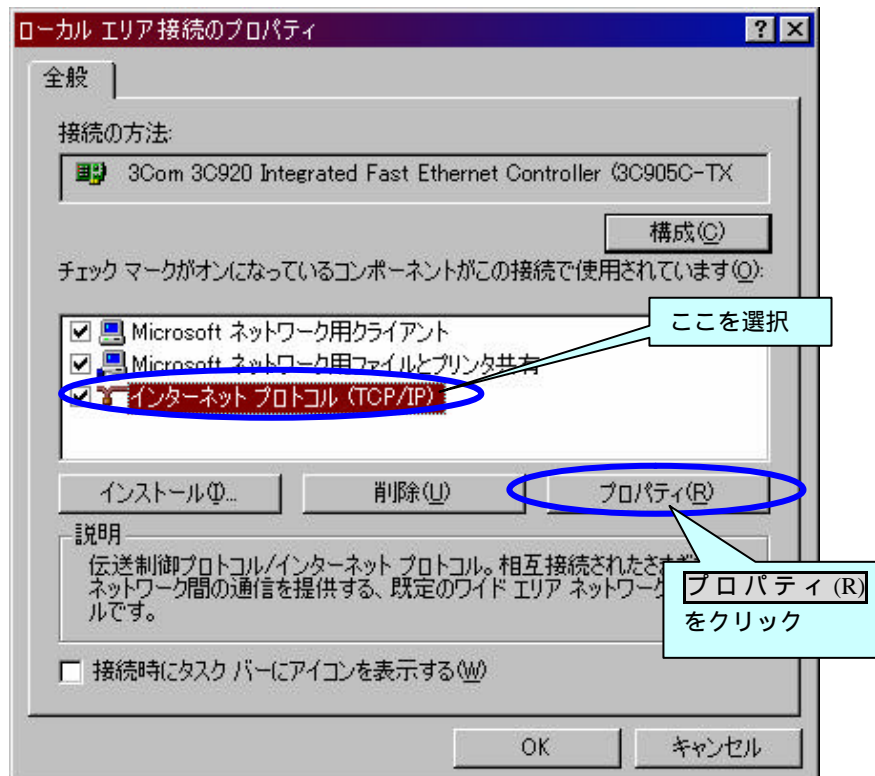 ローカル エリア接続のプロパティ
全般
接続の方法:
3Com 3C920 Integrated Fast Ethernet Controller (3C905C-TX
構成(C)
チェック マークがオンになっているコンポーネントがこの接続で使用されています(O):
Microsoft ネットワーク用クライアント
Microsoft ネットワーク用ファイルとプリンタ共有
インターネット プロトコル (TCP/IP)
ここを選択
インストール(I)...
削除(U)
プロパティ(R)
説明
伝送制御プロトコル/インターネット プロトコル。相互接続されたさま
ネットワーク間の通信を提供する、既定のワイド エリア ネットワーク
ルです。
プロパティ(R)
をクリック
接続時にタスク バーにアイコンを表示する(W)
OK
キャンセル